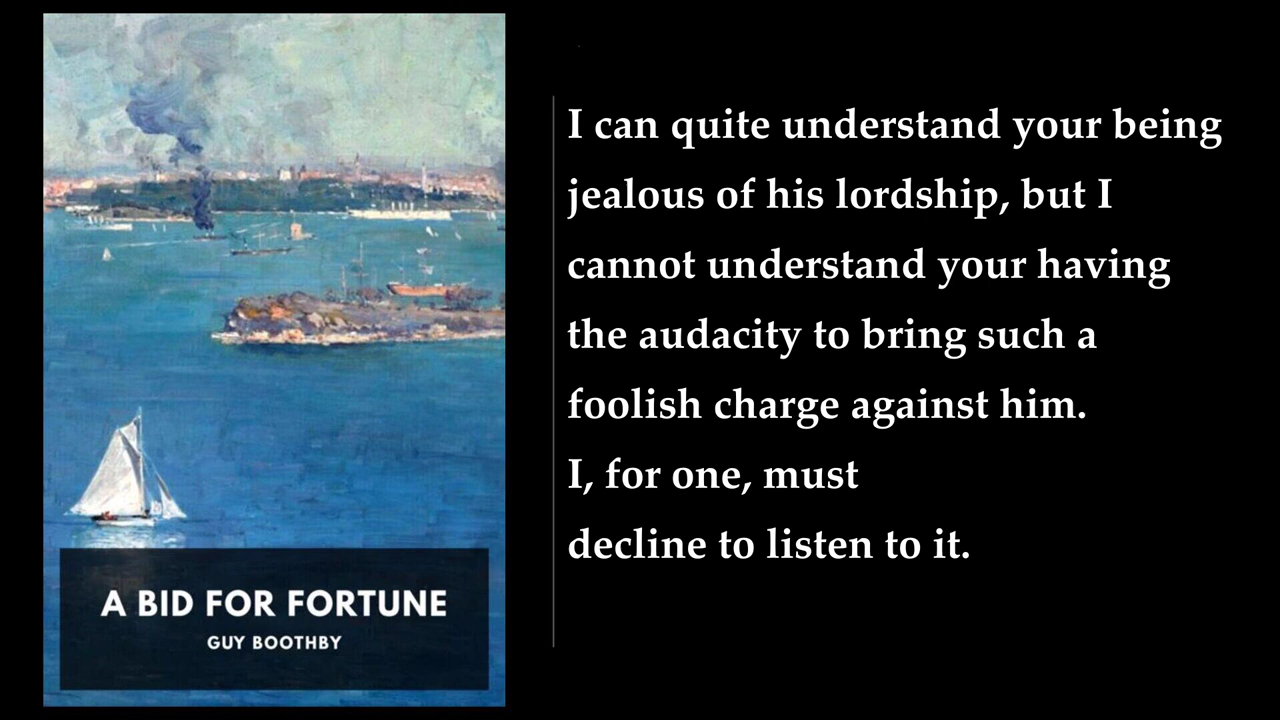 I can quite understand your being
jealous of his lordship, but I
cannot understand your having
the audacity to bring such a
foolish charge against him.
I, for one, must
decline to listen to it.
A BID FOR FORTUNE
GUY BOOTHBY